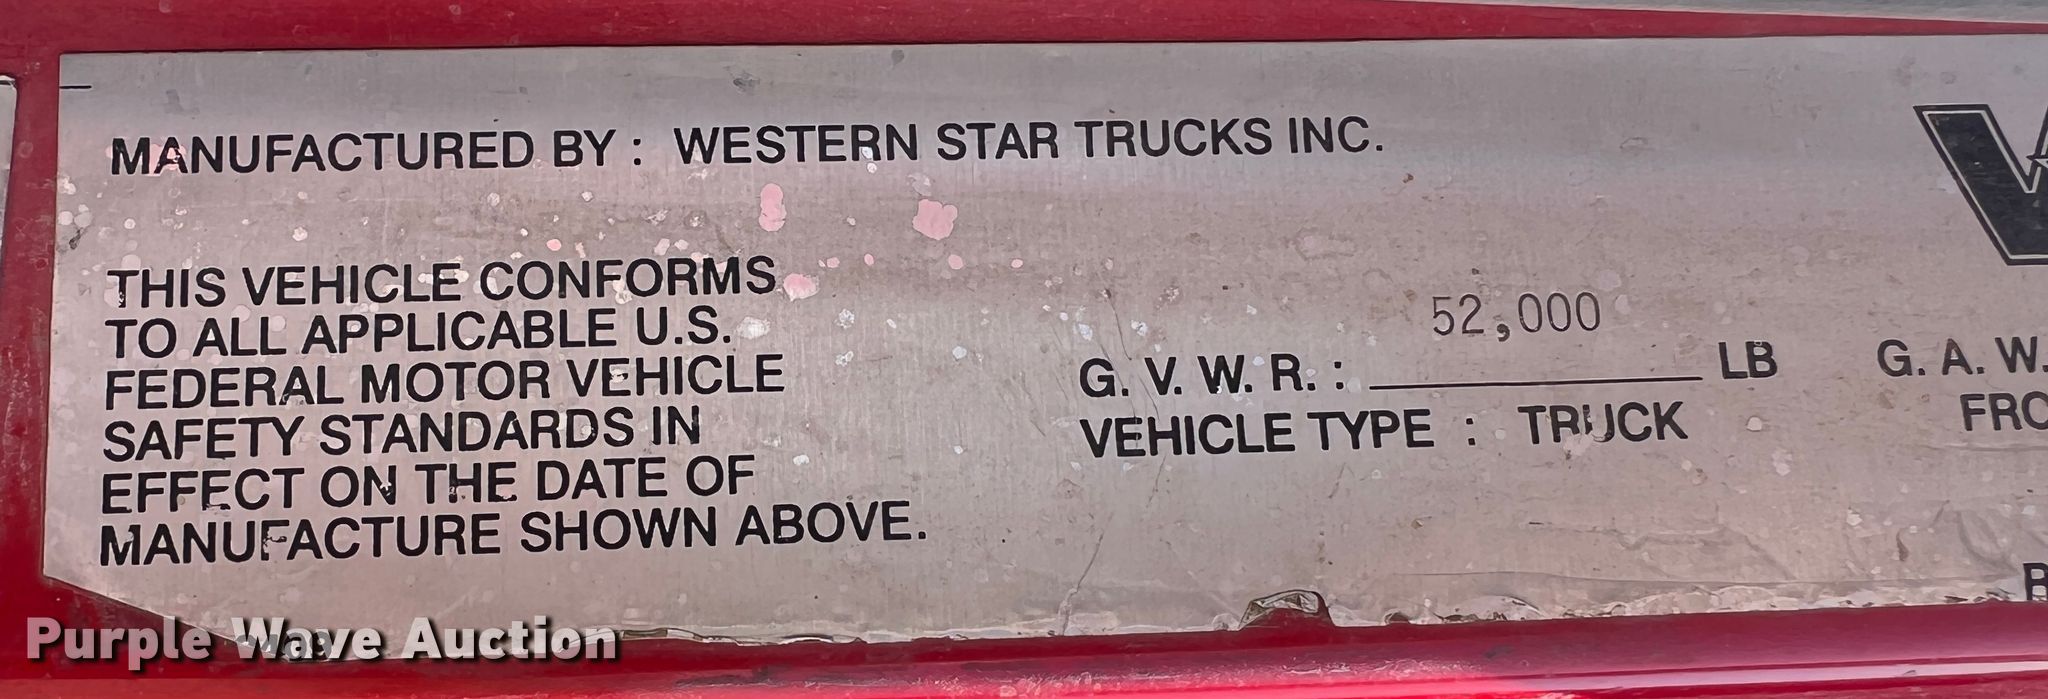 MANUFACTURED BY : WESTERN STAR TRUCKS INC.
THIS VEHICLE CONFORMS
TO ALL APPLICABLE U.S.
FEDERAL MOTOR VEHICLE
SAFETY STANDARDS IN
EFFECT ON THE DATE OF
MANUFACTURE SHOWN ABOVE.
52,000
G. V. W. R. : LB
VEHICLE TYPE : TRUCK
G. A. W.
FRO
Purple Wave Auction